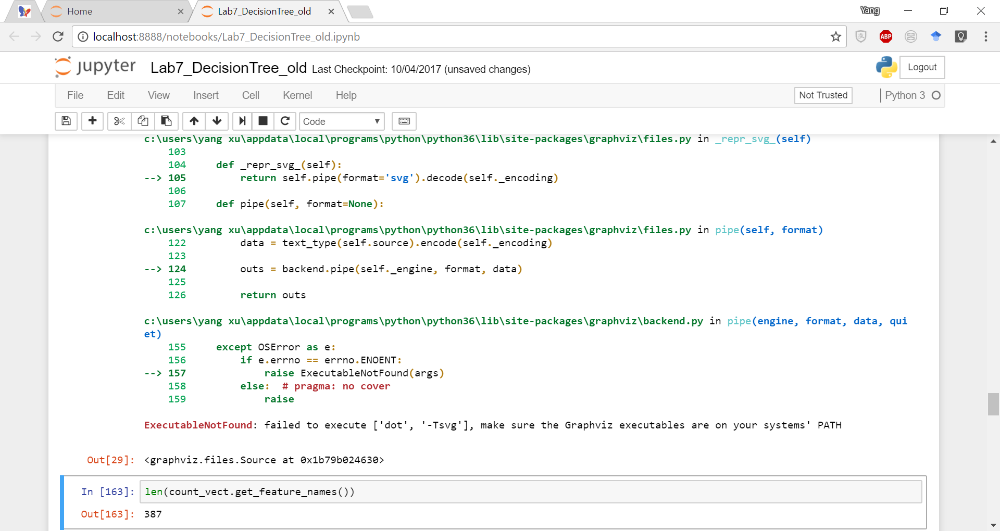 Home
Lab7_DecisionTree_old
Yang
localhost:8888/notebooks/Lab7_DecisionTree_old.ipynb
ABP
jupyter Lab7_DecisionTree_old Last Checkpoint: 10/04/2017 (unsaved changes)
Logout
File Edit View Insert Cell Kernel Help
Not Trusted
Python 3
Code
c:\users\yang xu\appdata\local\programs\python\python36\lib\site-packages\graphviz\files.py in _repr_svg_(self)
103
104     def _repr_svg_(self):
--> 105         return self.pipe(format='svg').decode(self._encoding)
106
107     def pipe(self, format=None):
c:\users\yang xu\appdata\local\programs\python\python36\lib\site-packages\graphviz\files.py in pipe(self, format)
122         data = text_type(self.source).encode(self._encoding)
123
--> 124         outs = backend.pipe(self._engine, format, data)
125
126         return outs
c:\users\yang xu\appdata\local\programs\python\python36\lib\site-packages\graphviz\backend.py in pipe(engine, format, data, qui
et)
155     except OSError as e:
156         if e.errno == errno.ENOENT:
--> 157             raise ExecutableNotFound(args)
158         else:  # pragma: no cover
159             raise
ExecutableNotFound: failed to execute ['dot', '-Tsvg'], make sure the Graphviz executables are on your systems' PATH
Out[29]: <graphviz.files.Source at 0x1b79b024630>
In [163]: len(count_vect.get_feature_names())
Out[163]: 387